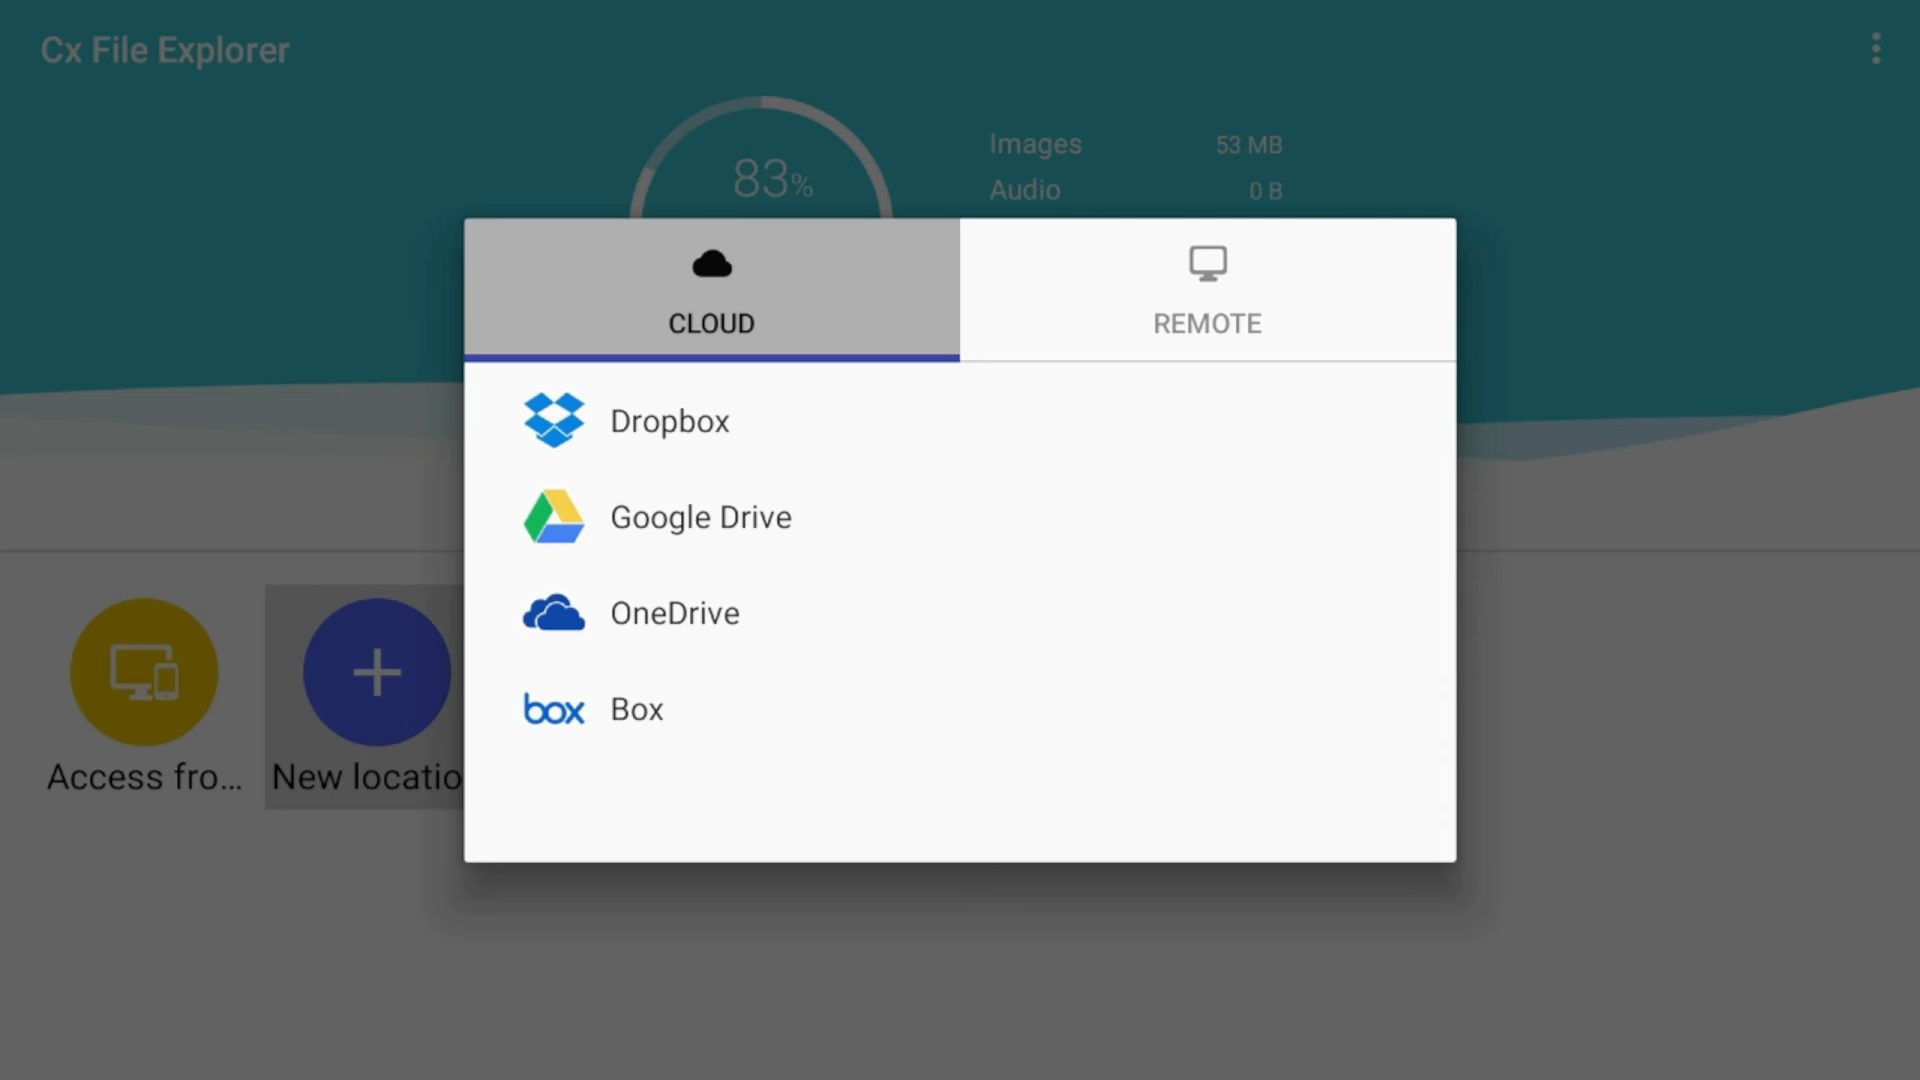 Cx File Explorer
83%
Images 53 MB
Audio 0 B
CLOUD
REMOTE
Dropbox
Google Drive
OneDrive
box Box
Access fro...
New locatio